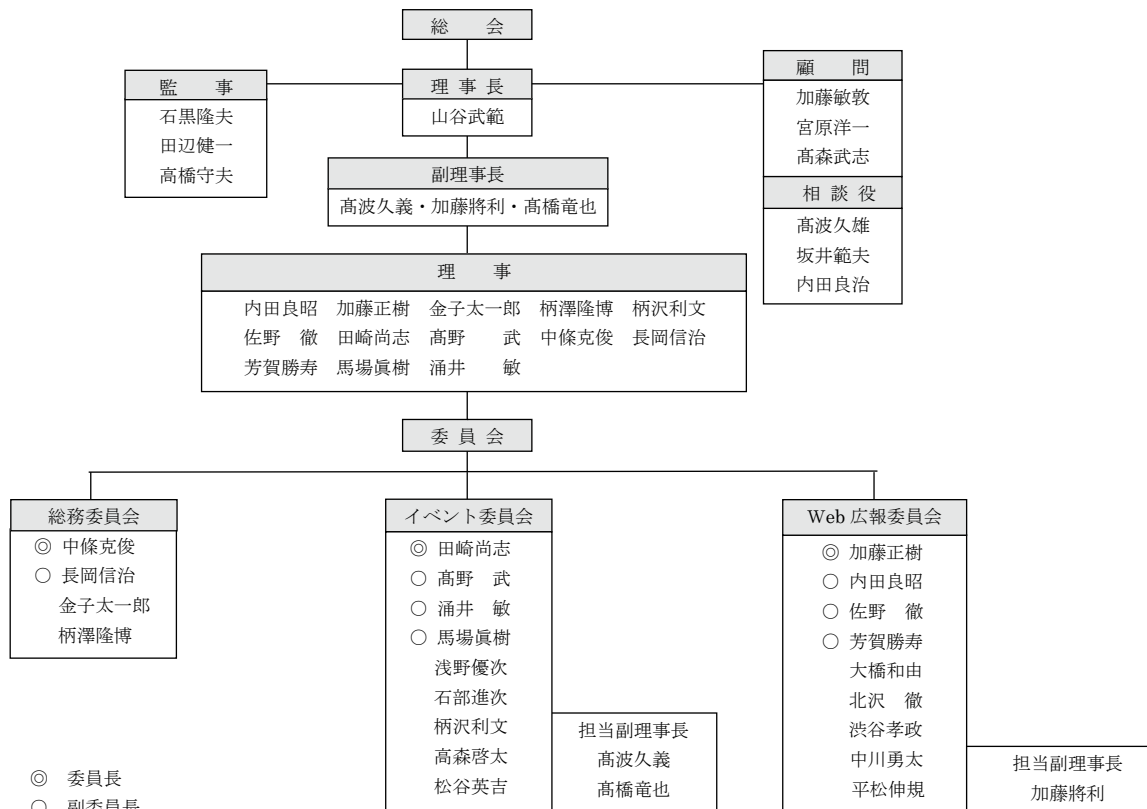 総　会
理 事 長
山谷武範
監　事
石黒隆夫
田辺健一
高橋守夫
顧　問
加藤敏敦
宮原洋一
髙森武志
相 談 役
髙波久雄
坂井範夫
内田良治
副理事長
髙波久義・加藤將利・髙橋竜也
理　事
内田良昭　加藤正樹　金子太一郎　柄澤隆博　柄沢利文
佐野　徹　田崎尚志　髙野　武　中條克俊　長岡信治
芳賀勝寿　馬場眞樹　涌井　敏
委 員 会
総務委員会
◎ 中條克俊
○ 長岡信治
金子太一郎
柄澤隆博
イベント委員会
◎ 田崎尚志
○ 髙野　武
○ 涌井　敏
○ 馬場眞樹
浅野優次
石部進次
柄沢利文
高森啓太
松谷英吉
担当副理事長
髙波久義
髙橋竜也
Web 広報委員会
◎ 加藤正樹
○ 内田良昭
○ 佐野　徹
○ 芳賀勝寿
大橋和由
北沢　徹
渋谷孝政
中川勇太
平松伸規
担当副理事長
加藤將利
◎　委員長
○　副委員長